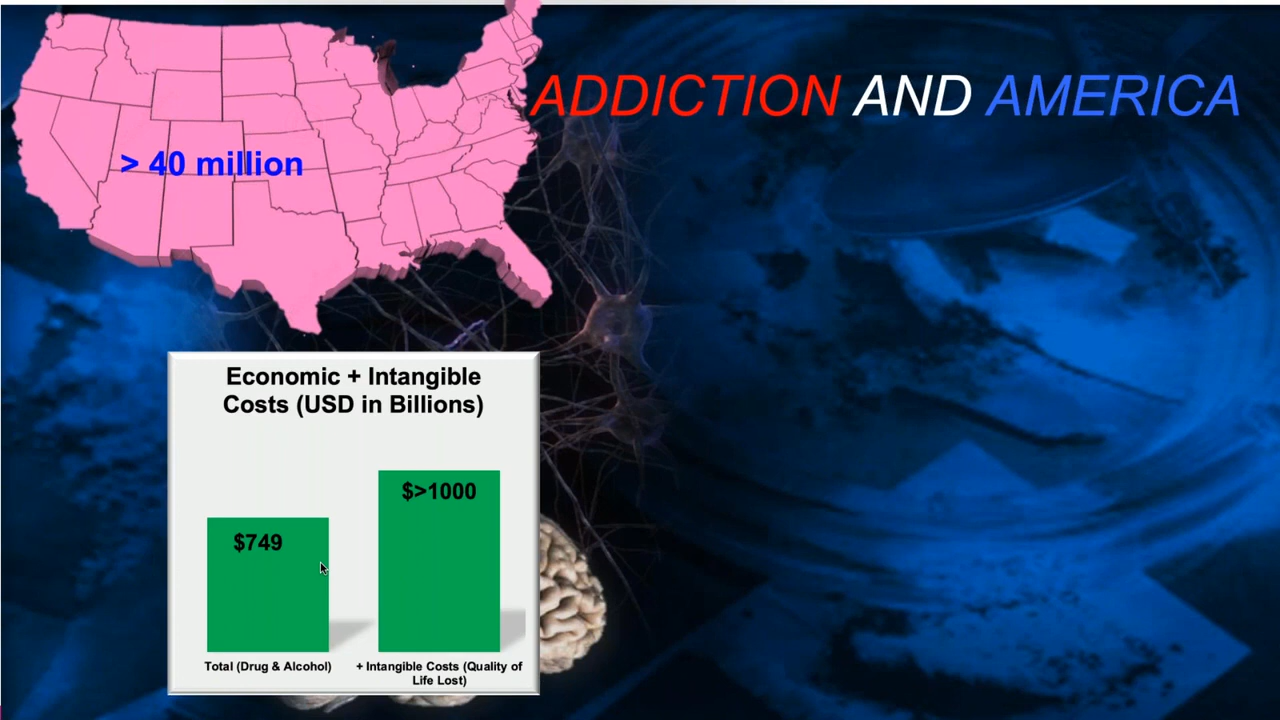 ADDICTION AND AMERICA
> 40 million
Economic + Intangible
Costs (USD in Billions)
$749
$>1000
Total (Drug & Alcohol)
+ Intangible Costs (Quality of
Life Lost)